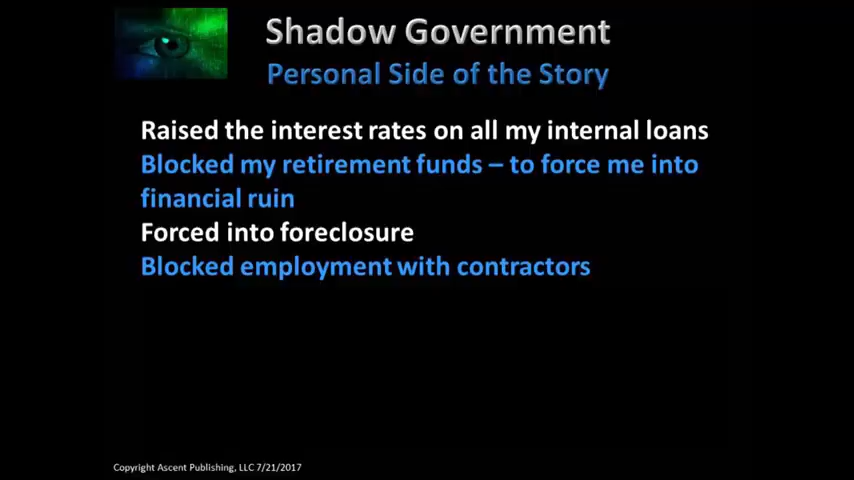 Shadow Government
Personal Side of the Story
Raised the interest rates on all my internal loans
Blocked my retirement funds – to force me into
financial ruin
Forced into foreclosure
Blocked employment with contractors
Copyright Ascent Publishing, LLC 7/21/2017